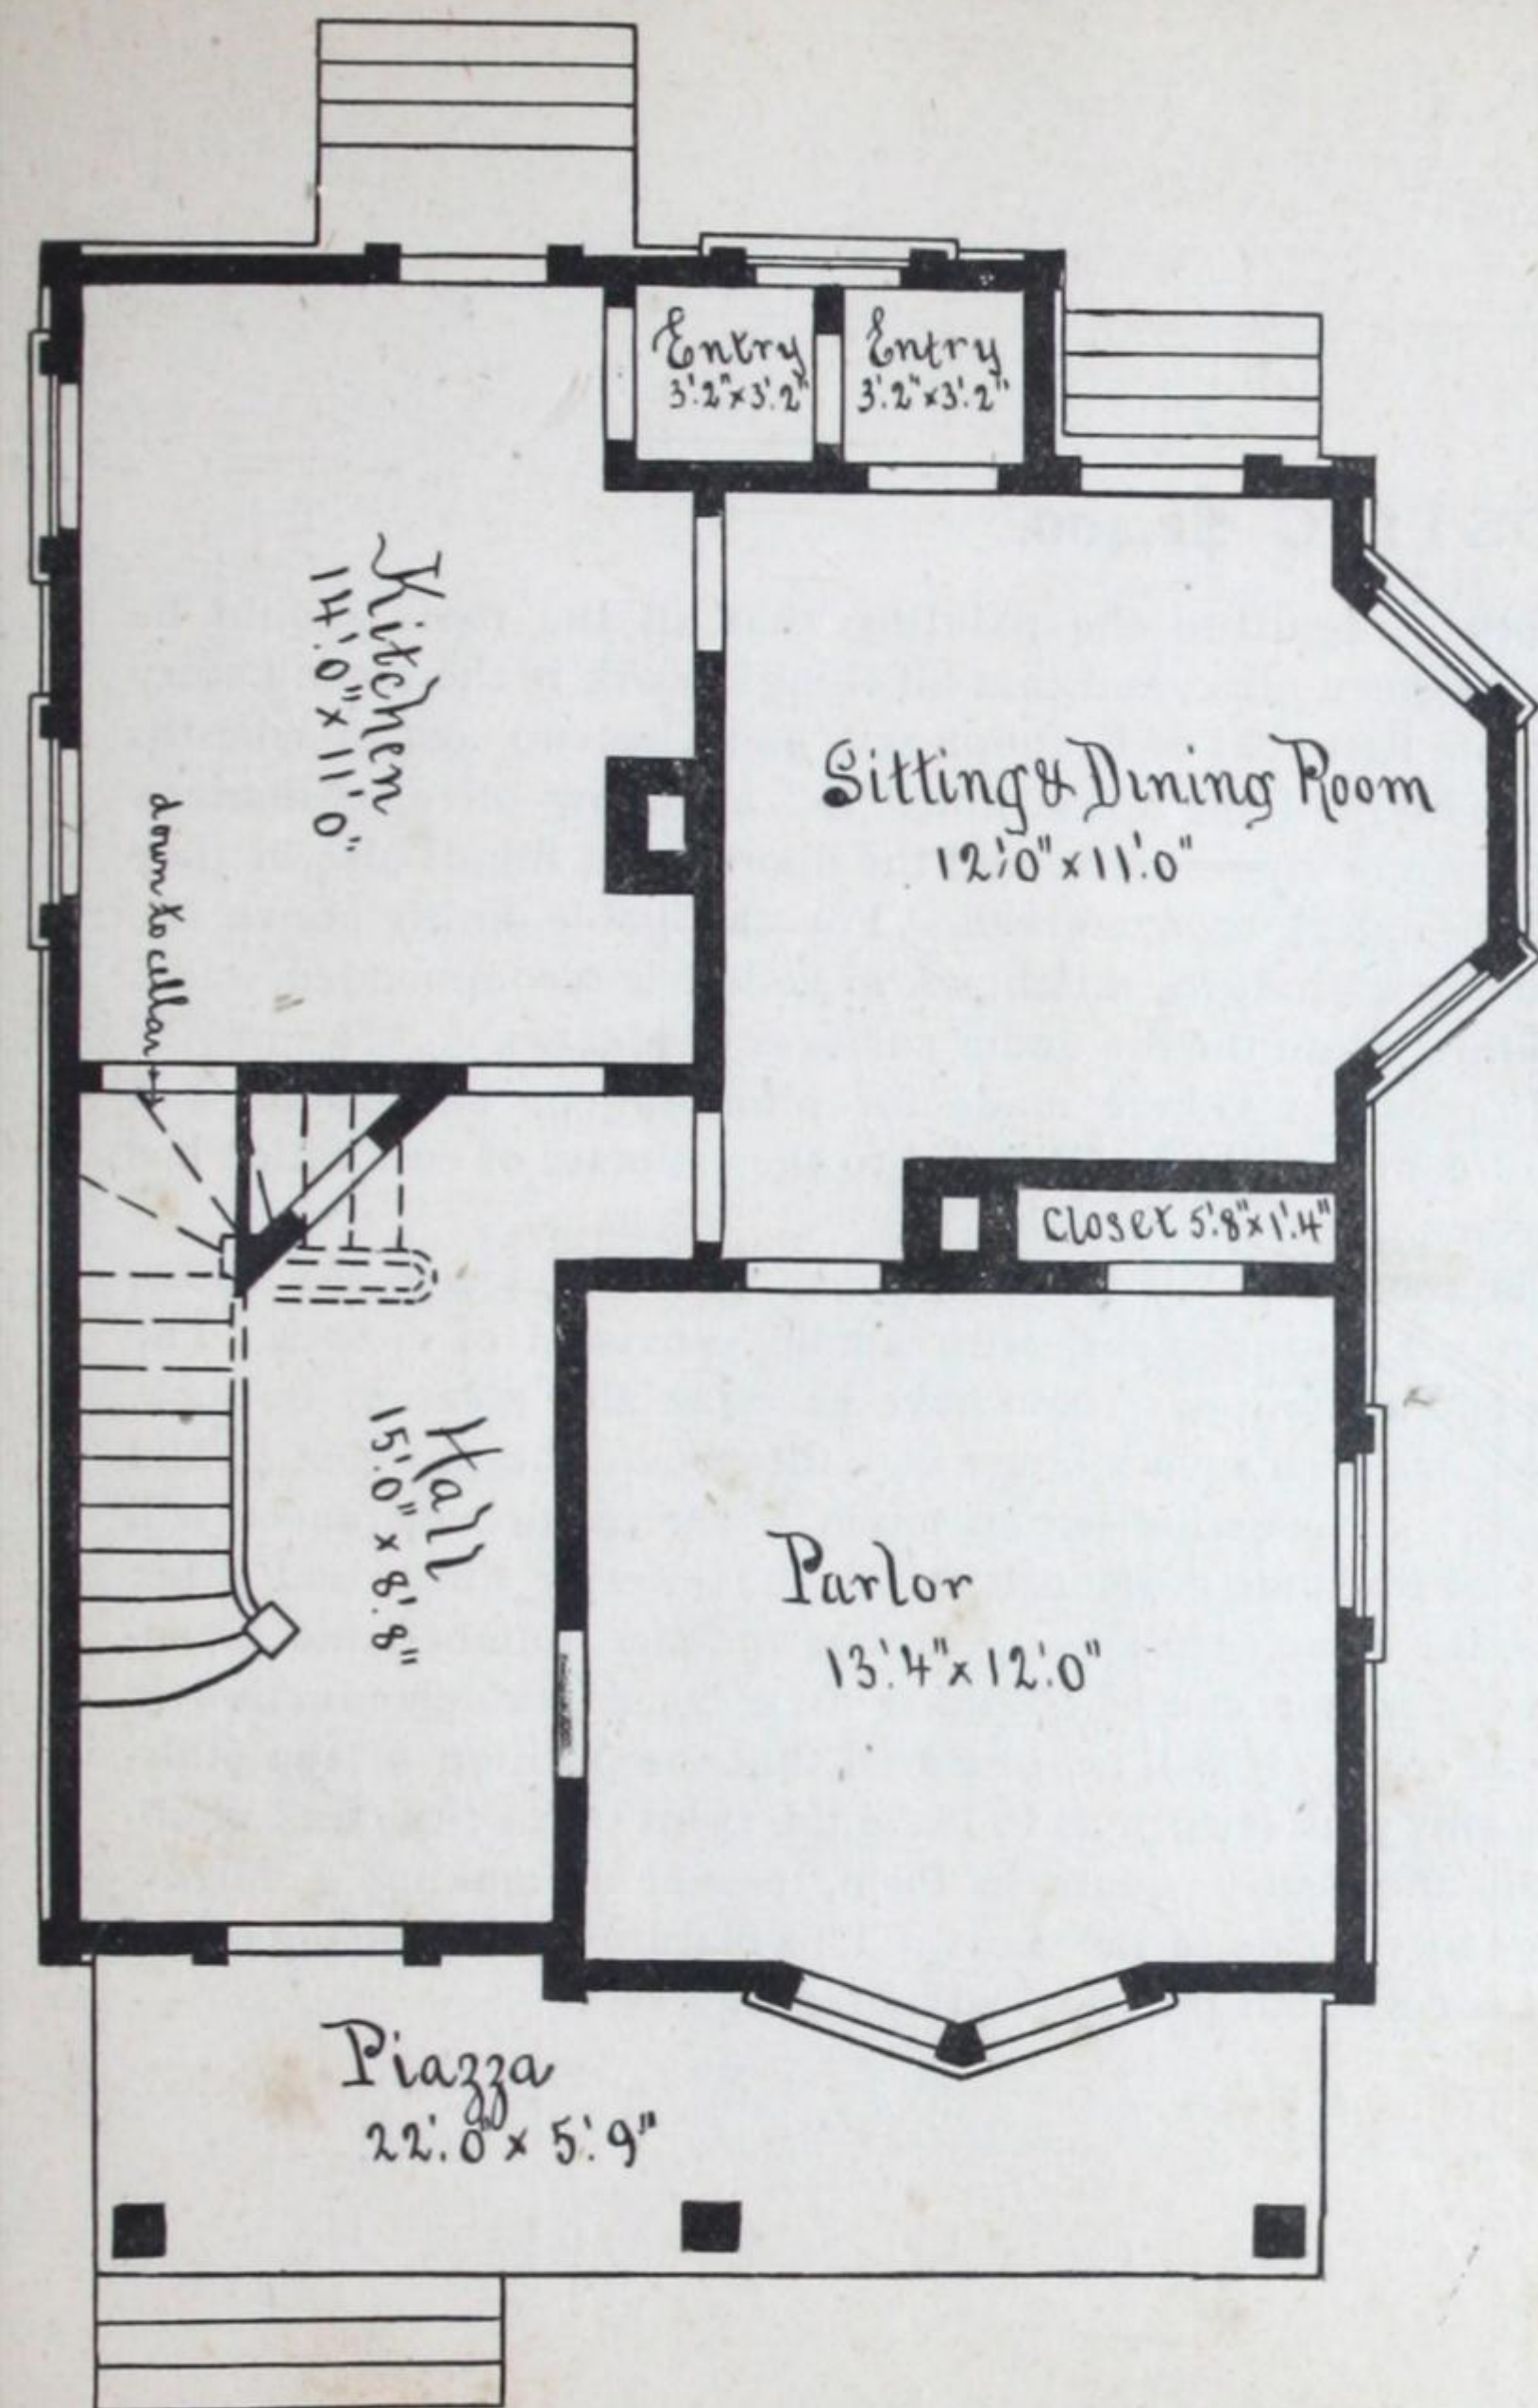 Entry
3'.2"x3'.2"
Entry
3'.2"x3'.2"
Kitchen
14'.0"x11'0"
down to cellar
Sitting & Dining Room
12'.0"x11'.0"
Closet 5'.8"x1'.4"
Hall
15'.0" x 8'.8"
Parlor
13'.4"x12'.0"
Piazza
22'.0"x 5'.9"